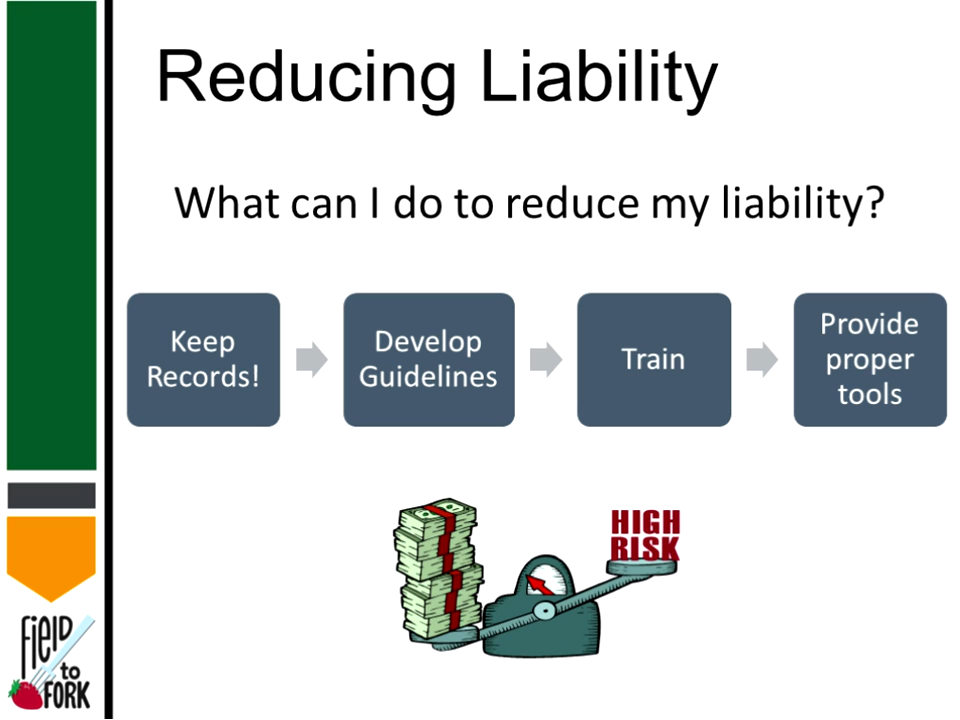 Reducing Liability
What can I do to reduce my liability?
Keep
Records!
Develop
Guidelines
Train
Provide
proper
tools
HIGH
RISK
FiElD
to
FORK